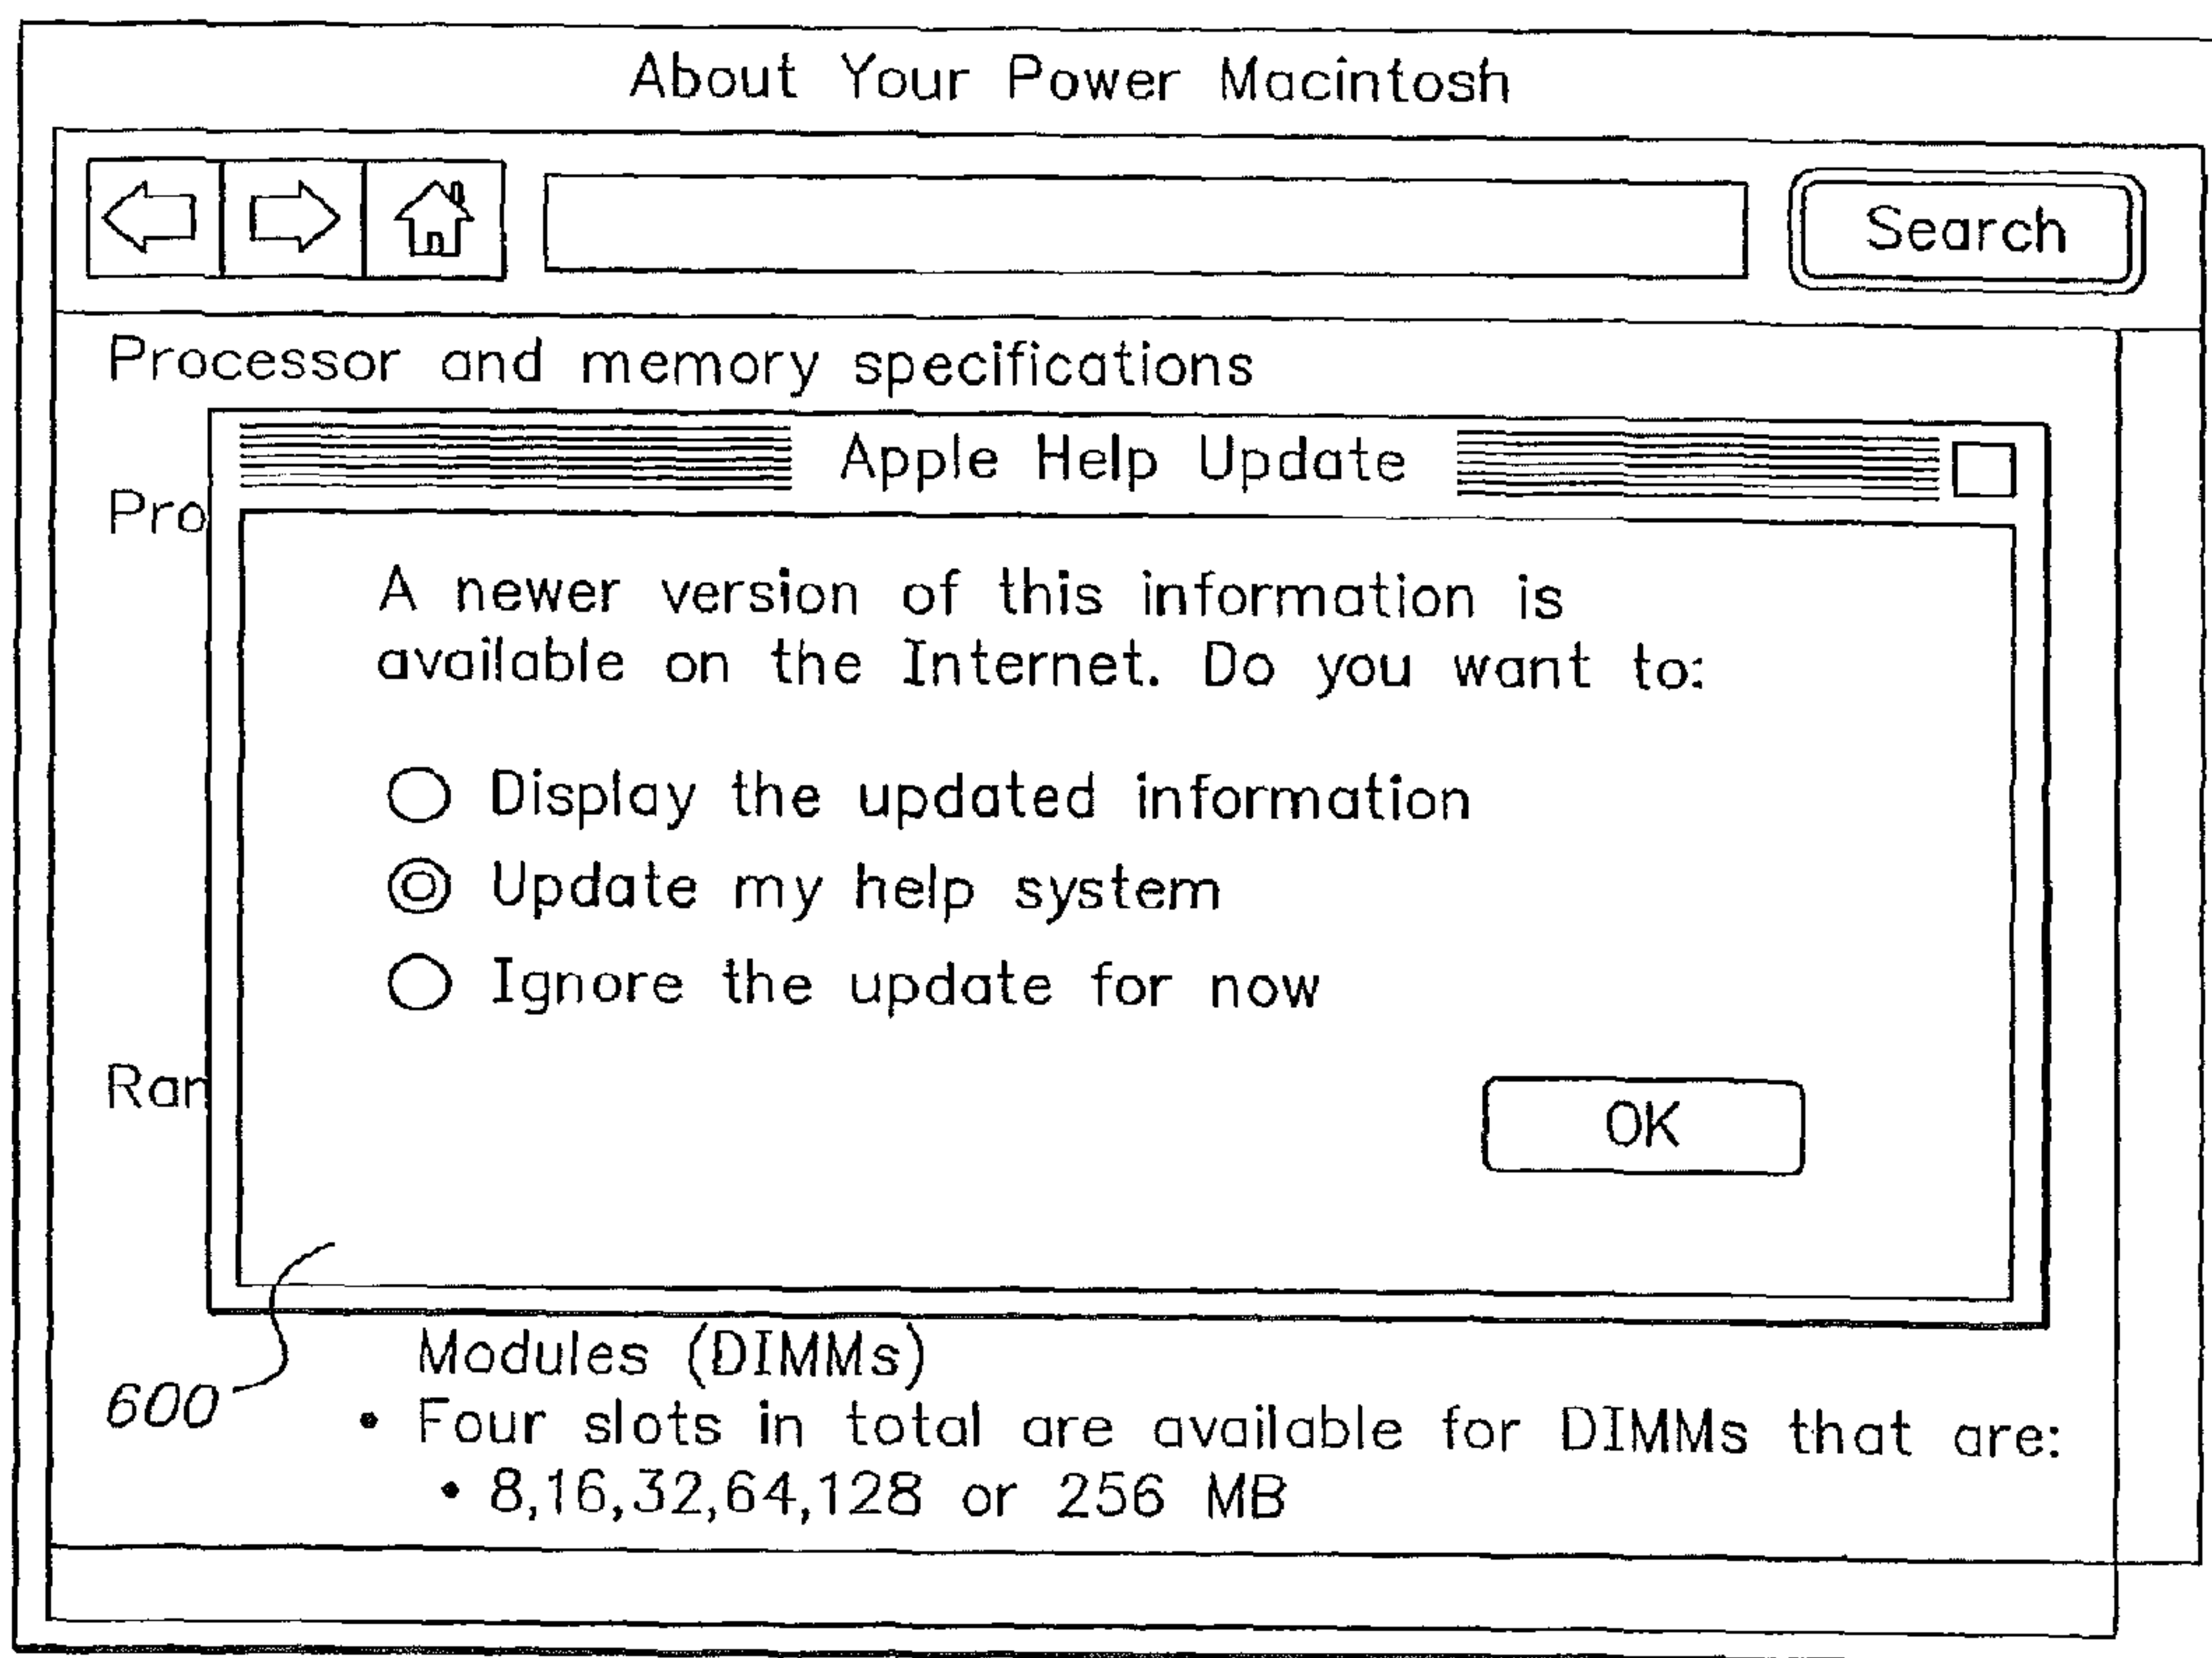 About Your Power Macintosh
Search
Processor and memory specifications
Apple Help Update
Pro
A newer version of this information is
available on the Internet. Do you want to:
Display the updated information
Update my help system
Ignore the update for now
Ran
OK
Modules (DIMMs)
600
• Four slots in total are available for DIMMs that are:
• 8,16,32,64,128 or 256 MB